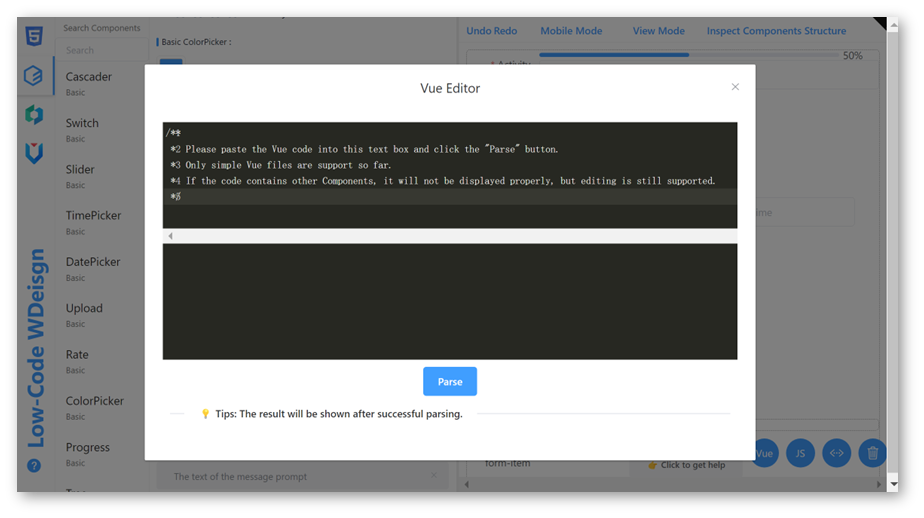 Search Components
Search
Cascader
Basic
Switch
Basic
Slider
Basic
TimePicker
Basic
DatePicker
Basic
Upload
Basic
Rate
Basic
ColorPicker
Basic
Progress
Basic
Low-Code WDeisgn
Basic ColorPicker :
Undo Redo
Mobile Mode
View Mode
Inspect Components Structure
50%
Activity
Vue Editor
/**
*2 Please paste the Vue code into this text box and click the "Parse" button.
*3 Only simple Vue files are support so far.
*4 If the code contains other Components, it will not be displayed properly, but editing is still supported.
Parse
Tips: The result will be shown after successful parsing.
The text of the message prompt
form-item
Click to get help
Vue
JS